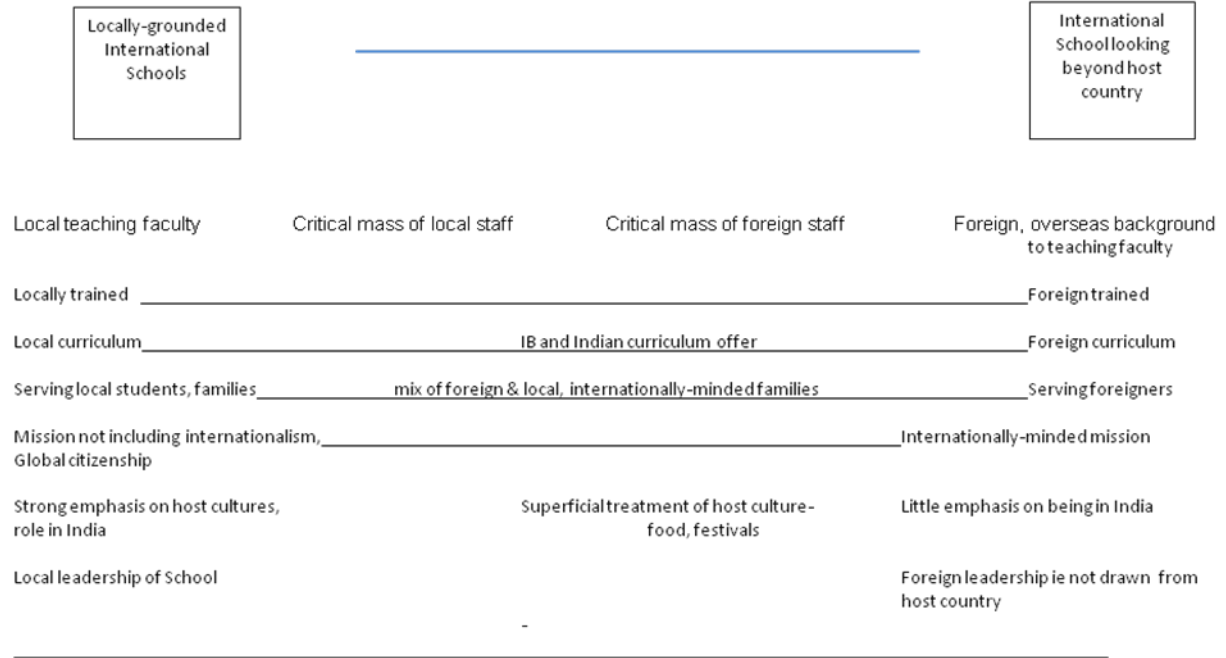 Locally-grounded
International
Schools
International
School looking
beyond host
country
Local teaching faculty Critical mass of local staff Critical mass of foreign staff Foreign, overseas background
to teaching faculty
Locally trained Foreign trained
Local curriculum IB and Indian curriculum offer Foreign curriculum
Serving local students, families mix of foreign & local, internationally-minded families Serving foreigners
Mission not including internationalism, Internationally-minded mission
Global citizenship
Strong emphasis on host cultures, Superficial treatment of host culture- Little emphasis on being in India
role in India food, festivals
Local leadership of School Foreign leadership ie not drawn from
host country
-